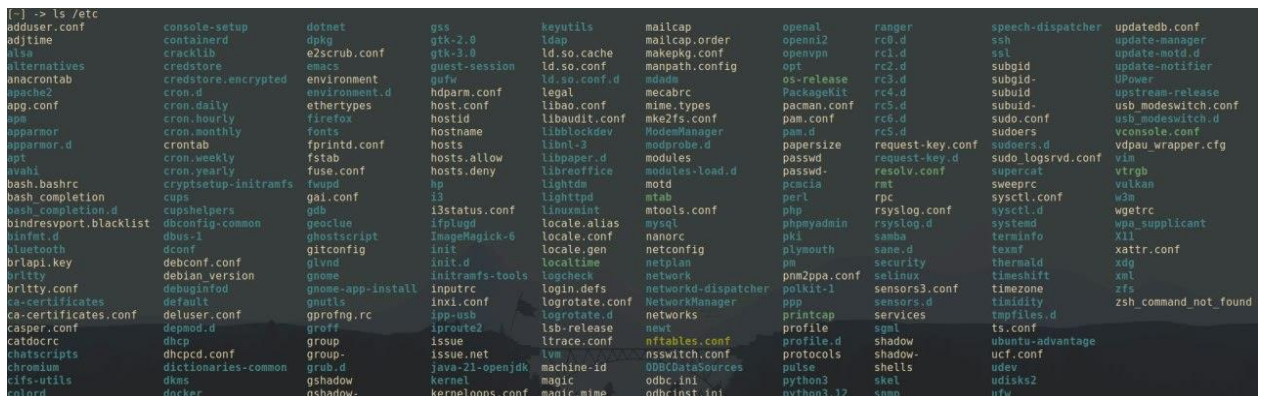 [~] -> ls /etc
adduser.conf console-setup dotnet gss keyutils mailcap openal ranger speech-dispatcher updatedb.conf
adjtime containerd dpkg gtk-2.0 ldap mailcap.order openni2 rc0.d ssh update-manager
alsa cracklib e2scrub.conf gtk-3.0 ld.so.cache makepkg.conf openvpn rc1.d ssl update-motd.d
alternatives credstore emacs guest-session ld.so.conf manpath.config opt rc2.d subgid update-notifier
anacrontab credstore.encrypted environment gufw ld.so.conf.d mdadm os-release rc3.d subgid- UPower
apache2 cron.d environment.d hdparm.conf legal mecabrc PackageKit rc4.d subuid upstream-release
apg.conf cron.daily ethertypes host.conf libao.conf mime.types pacman.conf rc5.d subuid- usb_modeswitch.conf
apm cron.hourly firefox hostid libaudit.conf mke2fs.conf pam.conf rc6.d sudo.conf usb_modeswitch.d
apparmor cron.monthly fonts hostname libblockdev ModemManager pam.d rcS.d sudoers vconsole.conf
apparmor.d crontab fprintd.conf hosts libnl-3 modprobe.d papersize request-key.conf sudoers.d vdpau_wrapper.cfg
apt cron.weekly fstab hosts.allow libpaper.d modules passwd request-key.d sudo_logsrvd.conf vim
avahi cron.yearly fuse.conf hosts.deny libreoffice modules-load.d passwd- resolv.conf supercat vtrgb
bash.bashrc cryptsetup-initramfs fwupd hp lightdm motd pcmcia rmt sweeprc vulkan
bash_completion cups gai.conf i3 lighttpd mtab perl rpc sysctl.conf w3m
bash_completion.d cupshelpers gdb i3status.conf linuxmint mtools.conf php rsyslog.conf sysctl.d wgetrc
bindresvport.blacklist dbconfig-common geoclue ifplugd locale.alias mysql phpmyadmin rsyslog.d systemd wpa_supplicant
binfmt.d dbus-1 ghostscript ImageMagick-6 locale.conf nanorc pki samba terminfo X11
bluetooth dconf gitconfig init locale.gen netconfig plymouth sane.d texmf xattr.conf
brlapi.key debconf.conf glvnd init.d localtime netplan pm security thermald xdg
brltty debian_version gnome initramfs-tools logcheck network pnm2ppa.conf selinux timeshift xml
brltty.conf debuginfod gnome-app-install inputrc login.defs networkd-dispatcher polkit-1 sensors3.conf timezone zfs
ca-certificates default gnutls inxi.conf logrotate.conf NetworkManager ppp sensors.d timidity zsh_command_not_found
ca-certificates.conf deluser.conf gprofng.rc ipp-usb logrotate.d networks printcap services tmpfiles.d
casper.conf depmod.d groff iproute2 lsb-release newt profile sgml ts.conf
catdocrc dhcp group issue ltrace.conf nftables.conf profile.d shadow ubuntu-advantage
chatscripts dhcpcd.conf group- issue.net lvm nsswitch.conf protocols shadow- ucf.conf
chromium dictionaries-common grub.d java-21-openjdk machine-id ODBCDataSources pulse shells udev
cifs-utils dkms gshadow kernel magic odbc.ini python3 skel udisks2
colord docker gshadow- kerneloops.conf magic.mime odbcinst.ini python3.12 snmp ufw